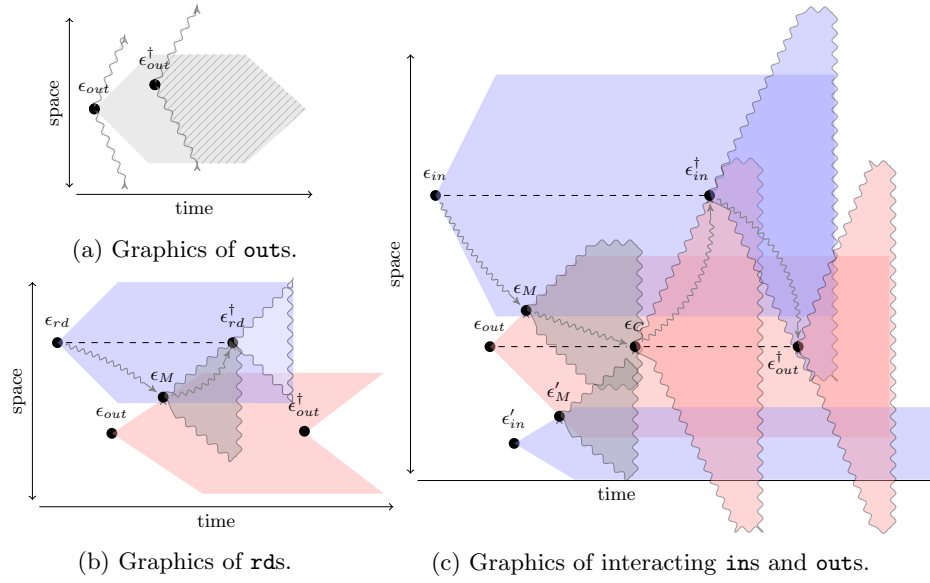 ϵ_out
ϵ†_out
space
time
(a) Graphics of outs.
ϵ_rd
ϵ†_rd
ϵ_M
ϵ_out
ϵ†_out
space
time
(b) Graphics of rds.
ϵ_in
ϵ†_in
ϵ_M
ϵ_out
ϵ_C
ϵ†_out
ϵ′_M
ϵ′_in
space
time
(c) Graphics of interacting ins and outs.